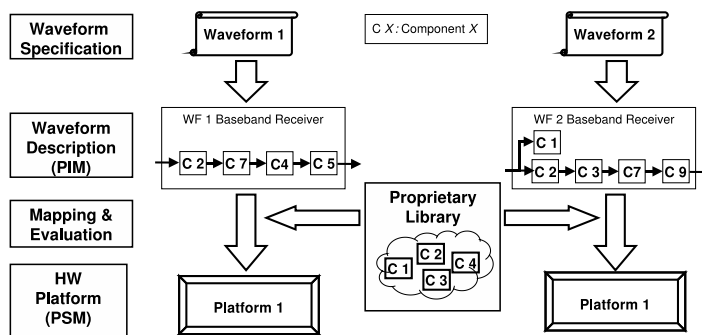 Waveform
Specification
Waveform 1
C X: Component X
Waveform 2
Waveform
Description
(PIM)
WF 1 Baseband Receiver
C 2
C 7
C4
C 5
WF 2 Baseband Receiver
C 1
C 2
C 3
C7
C 9
Mapping &
Evaluation
Proprietary
Library
C 1
C 2
C 3
C 4
HW
Platform
(PSM)
Platform 1
Platform 1